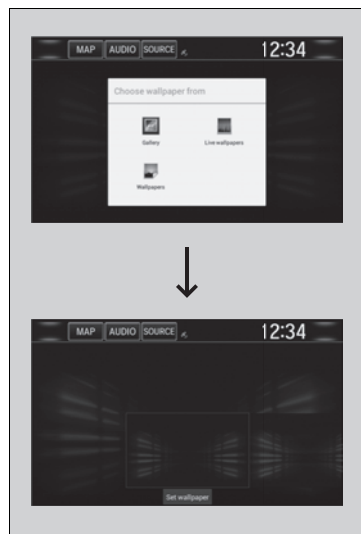 MAP AUDIO SOURCE 12:34
Choose wallpaper from
Gallery Live wallpapers
Wallpapers
MAP AUDIO SOURCE 12:34
Set wallpaper